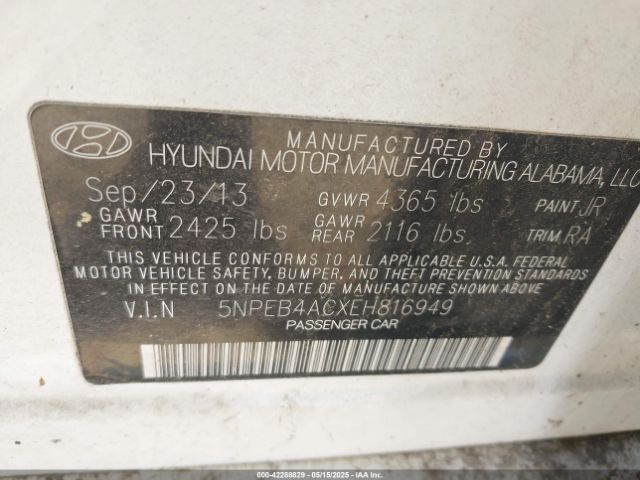 MANUFACTURED BY
HYUNDAI MOTOR MANUFACTURING ALABAMA, LLC
Sep/23/13 GVWR 4365 lbs PAINT JR
GAWR FRONT 2425 lbs GAWR REAR 2116 lbs TRIM RA
THIS VEHICLE CONFORMS TO ALL APPLICABLE U.S.A. FEDERAL
MOTOR VEHICLE SAFETY, BUMPER, AND THEFT PREVENTION STANDARDS
IN EFFECT ON THE DATE OF MANUFACTURE SHOWN ABOVE
V.I.N 5NPEB4ACXEH816949
PASSENGER CAR
000-42288829 - 05/15/2025 - IAA Inc. All Rights Reserved